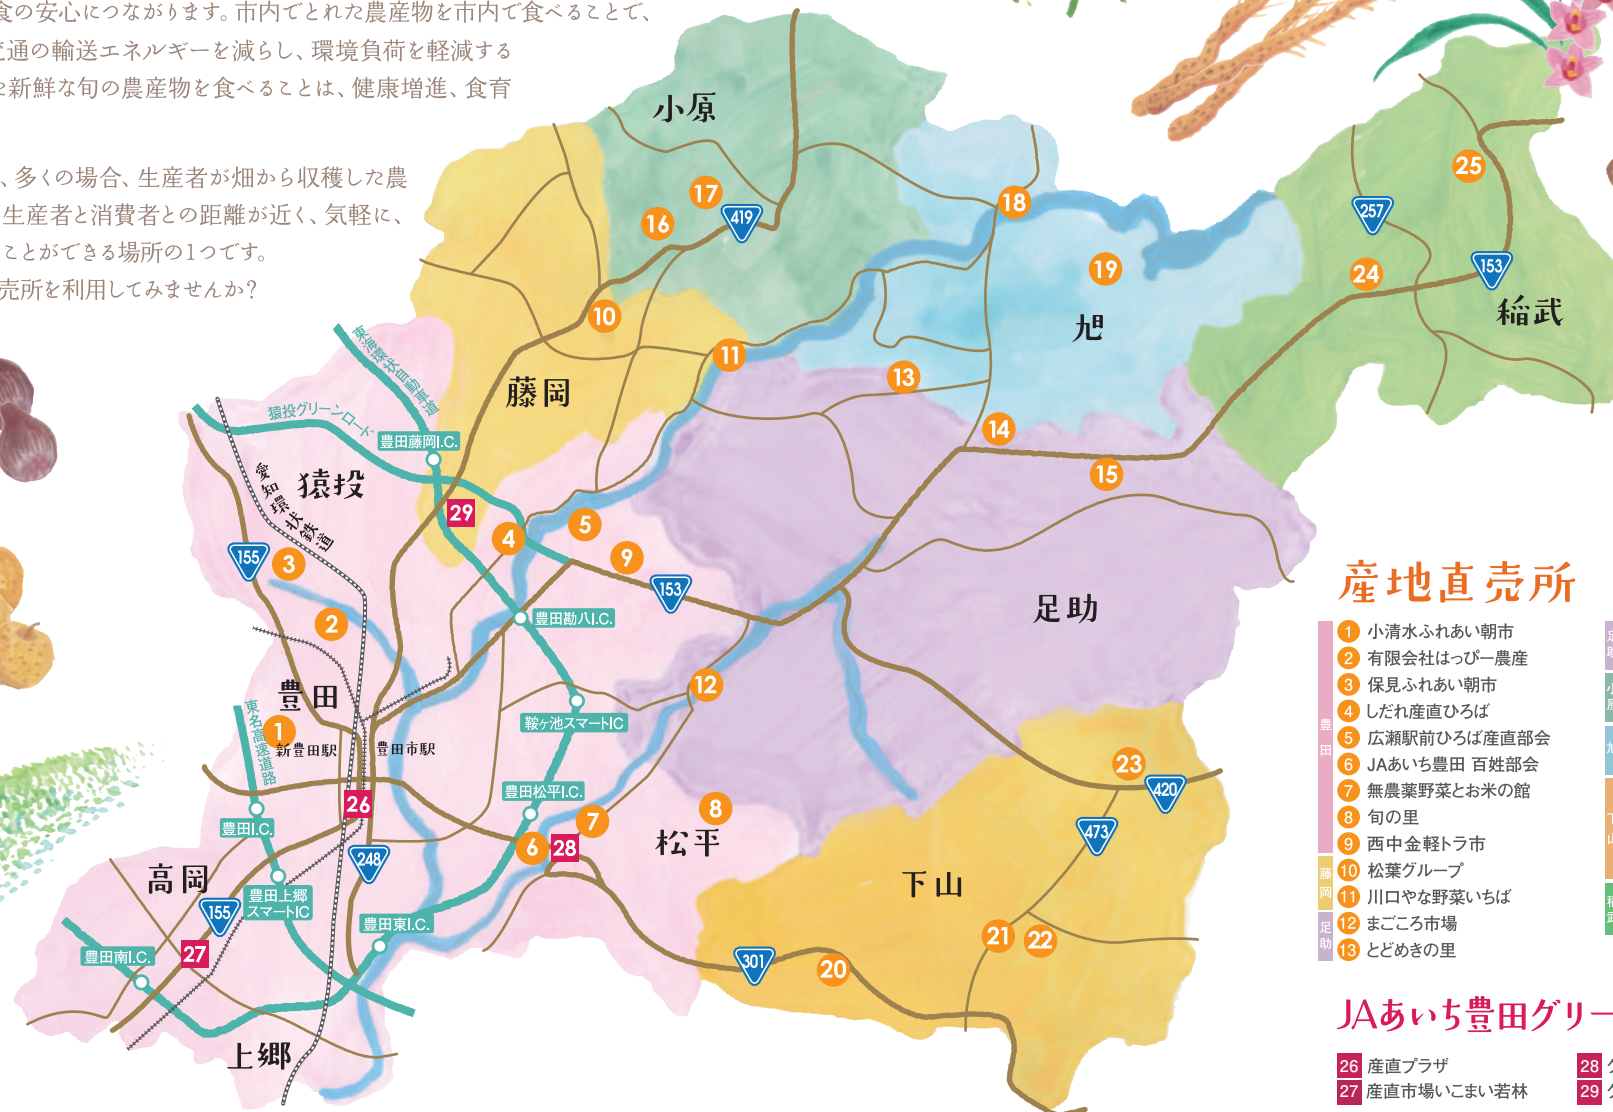 食の安心につながります。市内でとれた農産物を市内で食べることで、
通の輸送エネルギーを減らし、環境負荷を軽減する
新鮮な旬の農産物を食べることは、健康増進、食育
、多くの場合、生産者が畑から収穫した農
生産者と消費者との距離が近く、気軽に、
ことができる場所の1つです。
売所を利用してみませんか?
小原
17
16
419
18
25
257
19
24
153
稲武
旭
10
11
13
東海環状自動車道
藤岡
猿投グリーンロード
豊田藤岡I.C.
14
15
愛知環状鉄道
猿投
29
5
4
9
155
3
153
2
豊田勘八I.C.
足助
豊田
12
東名高速道路
1
新豊田駅
豊田市駅
鞍ヶ池スマートIC
23
420
豊田松平I.C.
26
8
7
473
豊田I.C.
6
28
松平
248
高岡
下山
豊田上郷
スマートIC
155
豊田東I.C.
21
22
27
豊田南I.C.
301
20
上郷
産地直売所
豊田
1 小清水ふれあい朝市
2 有限会社はっぴー農産
3 保見ふれあい朝市
4 しだれ産直ひろば
5 広瀬駅前ひろば産直部会
6 JAあいち豊田 百姓部会
7 無農薬野菜とお米の館
8 旬の里
9 西中金軽トラ市
藤岡
10 松葉グループ
11 川口やな野菜いちば
足助
12 まごころ市場
13 とどめきの里
JAあいち豊田グリー
26 産直プラザ
27 産直市場いこまい若林
28
29